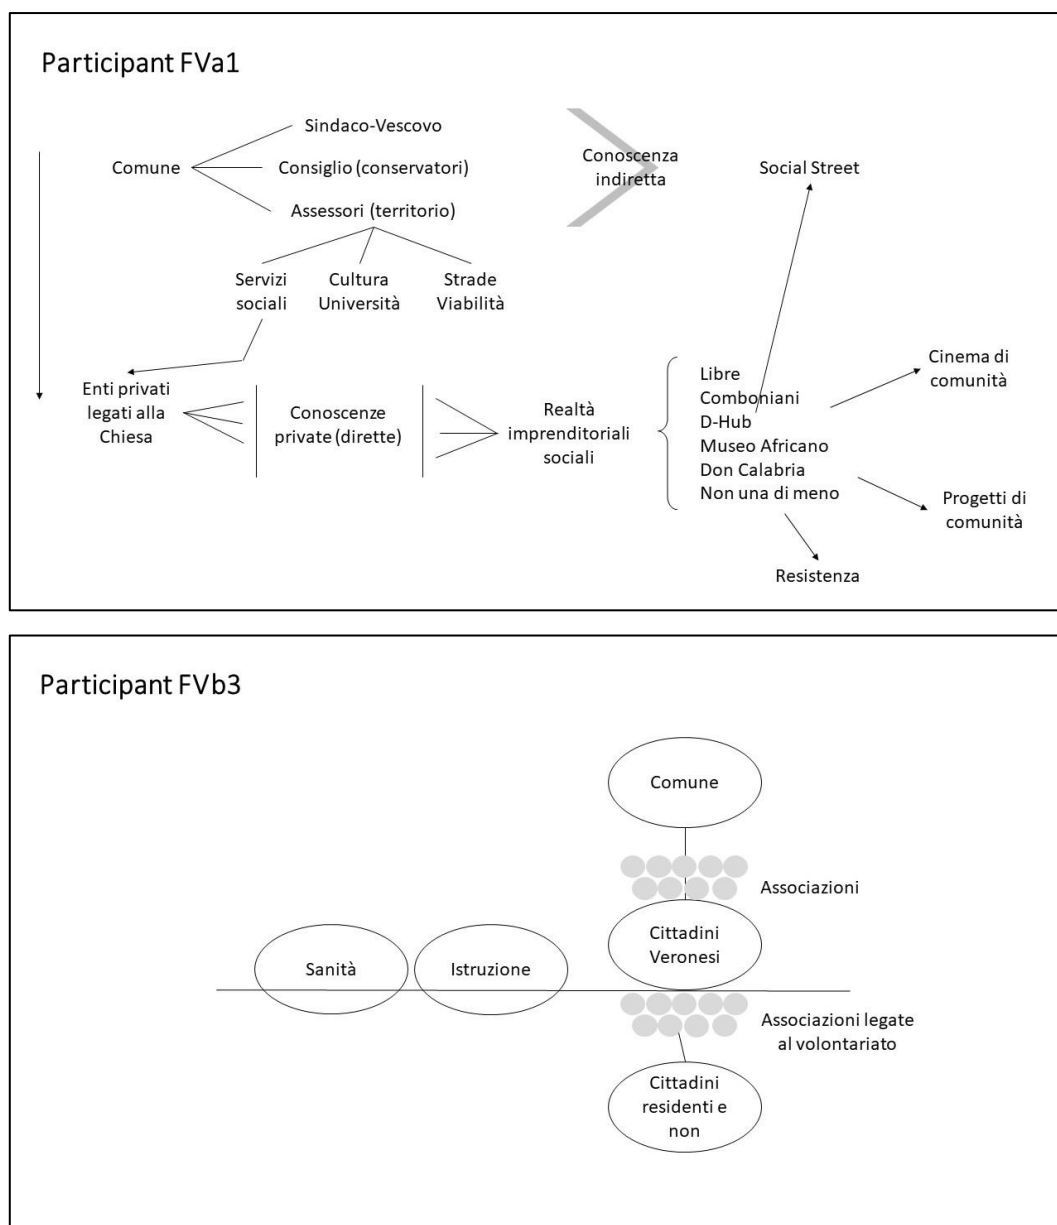 Participant FVa1
Sindaco-Vescovo
Comune
Consiglio (conservatori)
Assessori (territorio)
Conoscenza
indiretta
Social Street
Servizi
sociali
Cultura
Università
Strade
Viabilità
Enti privati
legati alla
Chiesa
Conoscenze
private (dirette)
Realtà
imprenditoriali
sociali
Libre
Comboniani
D-Hub
Museo Africano
Don Calabria
Non una di meno
Cinema di
comunità
Progetti di
comunità
Resistenza
Participant FVb3
Comune
Associazioni
Cittadini
Veronesi
Sanità
Istruzione
Associazioni legate
al volontariato
Cittadini
residenti e
non